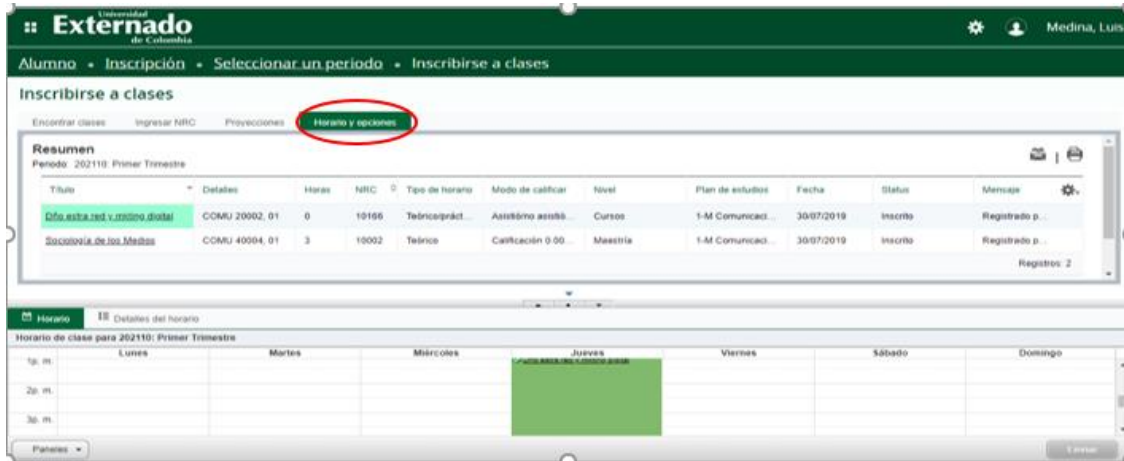 Universidad
Externado
de Colombia
Medina, Luis
Alumno • Inscripción • Seleccionar un periodo • Inscribirse a clases
Inscribirse a clases
Encontrar clases Ingresar NRC Proyecciones Horario y opciones
Resumen
Periodo: 202110: Primer Trimestre
Título Detalles Horas NRC Tipo de horario Modo de calificar Nivel Plan de estudios Fecha Status Mensaje
Dño.estra.red y mktino digital COMU 20002, 01 0 10166 Teórico/práct... Cursos 1-M Comunicaci... 30/07/2019 Inscrito Registrado p...
Sociología de los Medios COMU 40004, 01 3 10002 Teórico Calificación 0.00... Maestría 1-M Comunicaci... 30/07/2019 Inscrito Registrado p...
Registros: 2
Horario Detalles del horario
Horario de clase para 202110: Primer Trimestre
Lunes Martes Miércoles Jueves Viernes Sábado Domingo
1p. m.
2p. m.
3p. m.
Paneles Enviar